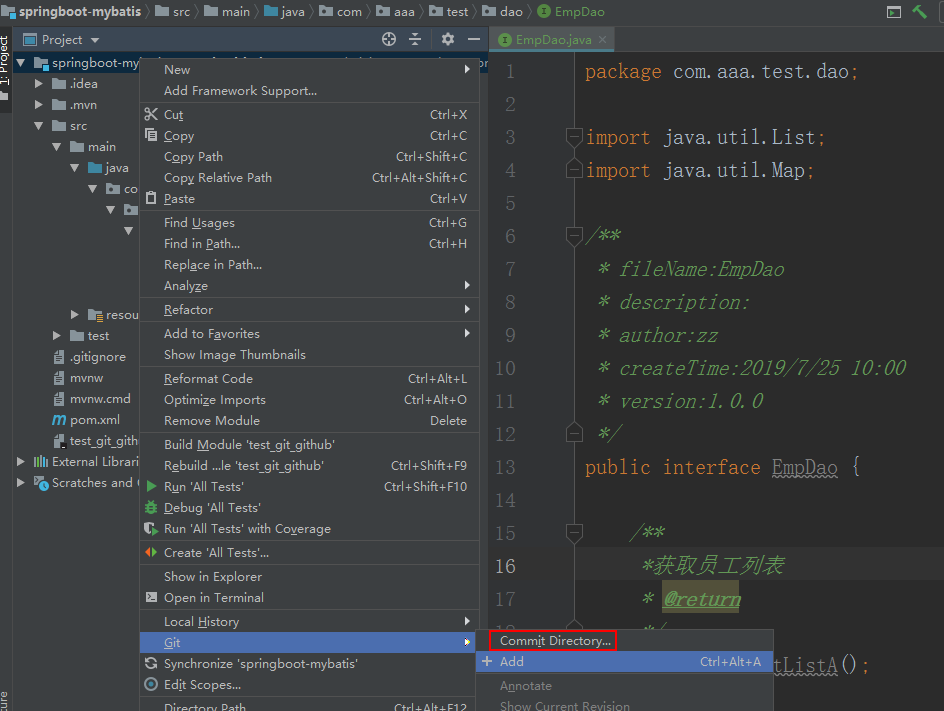 springboot-mybatis src main java com aaa test dao EmpDao
1: Project
Project
EmpDao.java
springboot-my
.idea
.mvn
src
main
java
co
resou
test
.gitignore
mvnw
mvnw.cmd
pom.xml
test_git_gith
External Librari
Scratches and
New
Add Framework Support...
Cut Ctrl+X
Copy Ctrl+C
Copy Path Ctrl+Shift+C
Copy Relative Path Ctrl+Alt+Shift+C
Paste Ctrl+V
Find Usages Ctrl+G
Find in Path... Ctrl+H
Replace in Path...
Analyze
Refactor
Add to Favorites
Show Image Thumbnails
Reformat Code Ctrl+Alt+L
Optimize Imports Ctrl+Alt+O
Remove Module Delete
Build Module 'test_git_github'
Rebuild ...le 'test_git_github' Ctrl+Shift+F9
Run 'All Tests' Ctrl+Shift+F10
Debug 'All Tests'
Run 'All Tests' with Coverage
Create 'All Tests'...
Show in Explorer
Open in Terminal
Local History
Git
Synchronize 'springboot-mybatis'
Edit Scopes...
Directory Path Ctrl+Alt+F12
Commit Directory...
Add Ctrl+Alt+A
Annotate
Show Current Revision
1 package com.aaa.test.dao;
2
3 import java.util.List;
4 import java.util.Map;
5
6 /**
7 * fileName:EmpDao
8 * description:
9 * author:zz
10 * createTime:2019/7/25 10:00
11 * version:1.0.0
12 */
13 public interface EmpDao {
14
15 /**
16 *获取员工列表
17 * @return
*/
tListA();